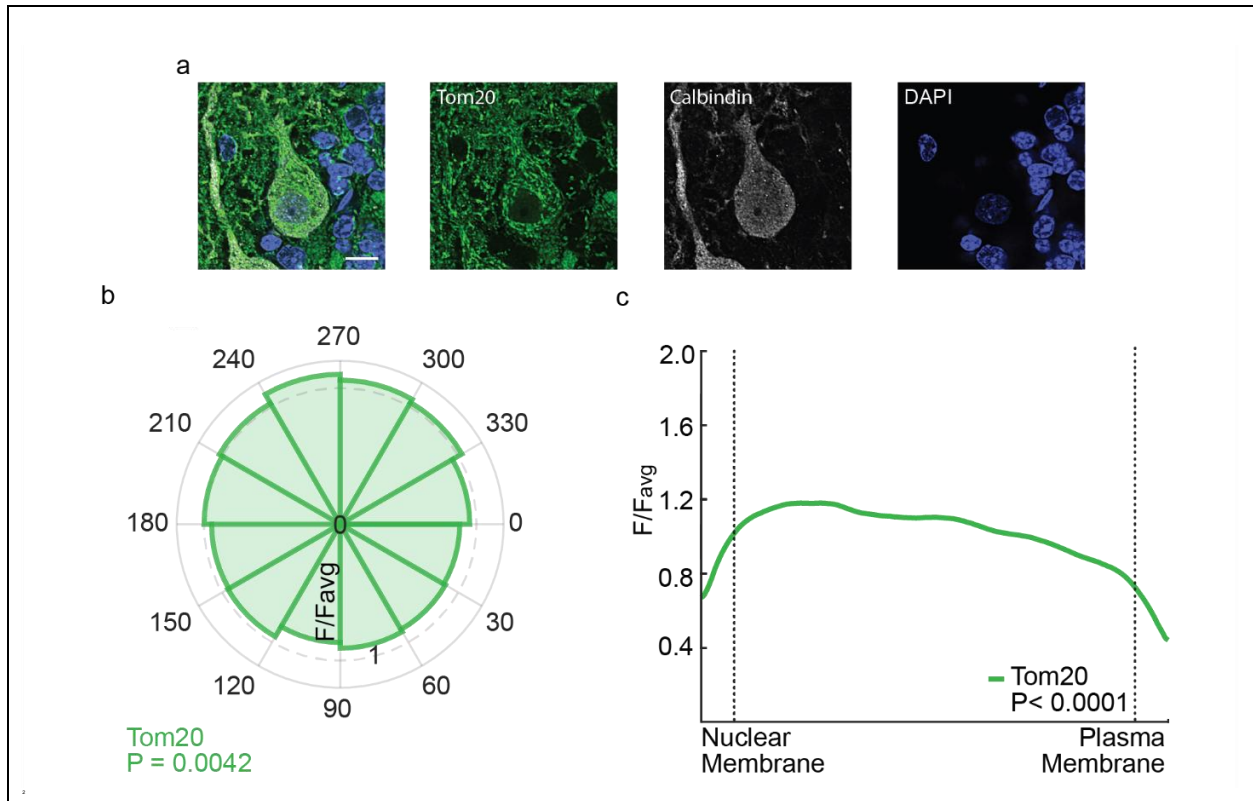 a
Tom20
Calbindin
DAPI
b
270
240
300
210
330
180
0
0
150
30
120
60
90
F/Favg
1
Tom20
P = 0.0042
c
2.0
1.6
1.2
0.8
0.4
F/Favg
Tom20
P< 0.0001
Nuclear
Membrane
Plasma
Membrane